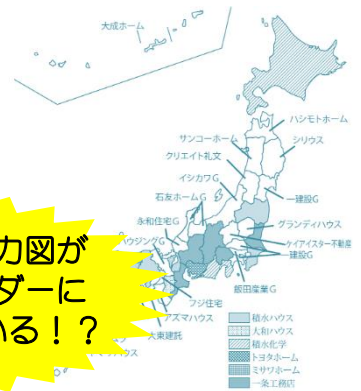 大成ホーム
ハシモトホーム
サンコーホーム
シリウス
クリエイト礼文
イシカワG
石友ホームG
一建設G
永和住宅G
グランディハウス
ハウジングG
ケイアイスター不動産
一建設G
飯田産業G
フジ住宅
アズマハウス
大東建託
ハウス
力図が
ダーに
いる！？
積水ハウス
大和ハウス
積水化学
トヨタホーム
ミサワホーム
一条工務店